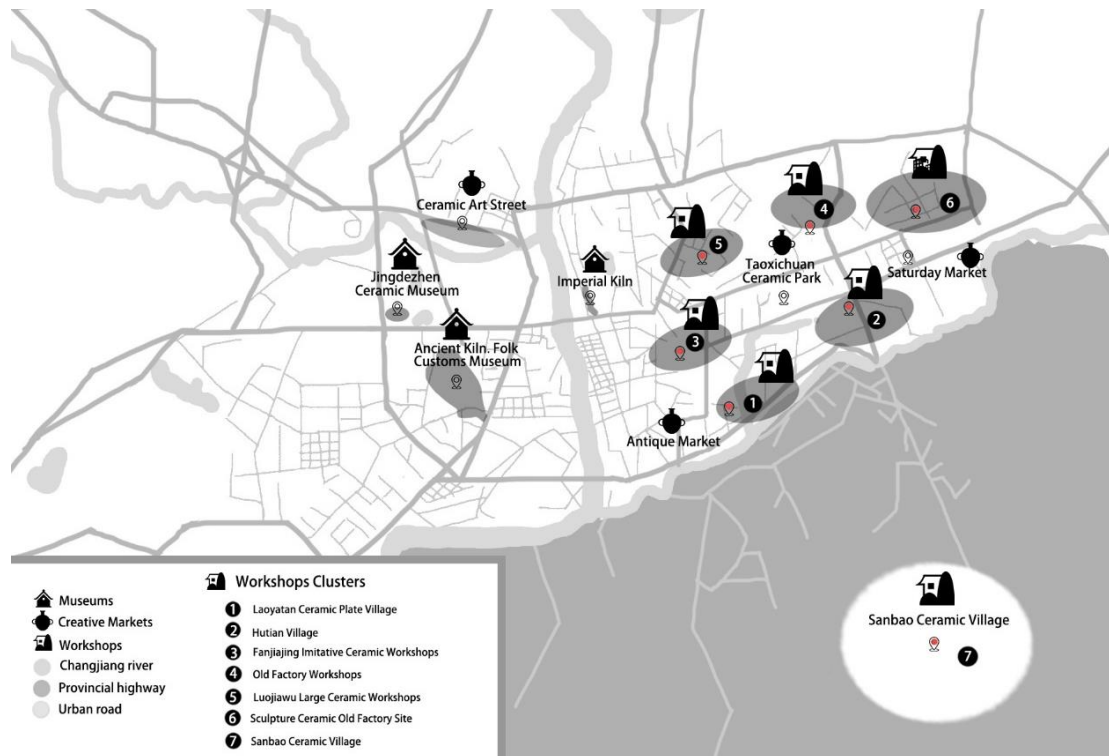 Ceramic Art Street
Jingdezhen
Ceramic Museum
Ancient Kiln. Folk
Customs Museum
Imperial Kiln
5
4
6
Taoxichuan
Ceramic Park
Saturday Market
3
2
1
Antique Market
Sanbao Ceramic Village
7
Museums
Creative Markets
Workshops
Changjiang river
Provincial highway
Urban road
Workshops Clusters
1 Laoyatan Ceramic Plate Village
2 Hutian Village
3 Fanjiajing Imitative Ceramic Workshops
4 Old Factory Workshops
5 Luojiawu Large Ceramic Workshops
6 Sculpture Ceramic Old Factory Site
7 Sanbao Ceramic Village